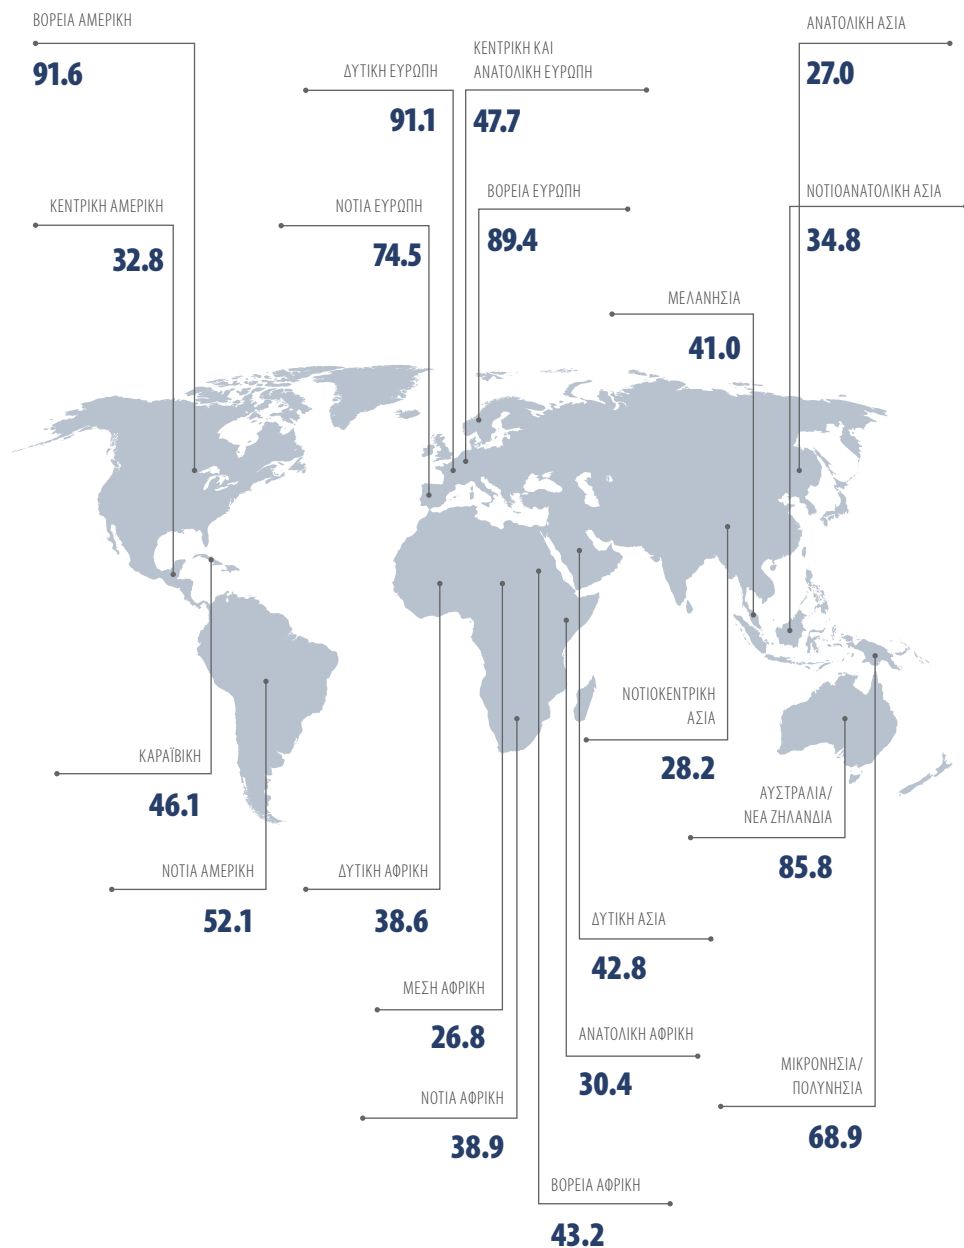 ΒΟΡΕΙΑ ΑΜΕΡΙΚΗ
91.6
ΔΥΤΙΚΗ ΕΥΡΩΠΗ
91.1
ΚΕΝΤΡΙΚΗ ΚΑΙ
ΑΝΑΤΟΛΙΚΗ ΕΥΡΩΠΗ
47.7
ΑΝΑΤΟΛΙΚΗ ΑΣΙΑ
27.0
ΚΕΝΤΡΙΚΗ ΑΜΕΡΙΚΗ
32.8
ΝΟΤΙΑ ΕΥΡΩΠΗ
74.5
ΒΟΡΕΙΑ ΕΥΡΩΠΗ
89.4
ΝΟΤΙΟΑΝΑΤΟΛΙΚΗ ΑΣΙΑ
34.8
ΜΕΛΑΝΗΣΙΑ
41.0
ΝΟΤΙΟΚΕΝΤΡΙΚΗ
ΑΣΙΑ
28.2
ΚΑΡΑΪΒΙΚΗ
46.1
ΑΥΣΤΡΑΛΙΑ/
ΝΕΑ ΖΗΛΑΝΔΙΑ
85.8
ΝΟΤΙΑ ΑΜΕΡΙΚΗ
52.1
ΔΥΤΙΚΗ ΑΦΡΙΚΗ
38.6
ΔΥΤΙΚΗ ΑΣΙΑ
42.8
ΜΕΣΗ ΑΦΡΙΚΗ
26.8
ΑΝΑΤΟΛΙΚΗ ΑΦΡΙΚΗ
30.4
ΜΙΚΡΟΝΗΣΙΑ/
ΠΟΛΥΝΗΣΙΑ
68.9
ΝΟΤΙΑ ΑΦΡΙΚΗ
38.9
ΒΟΡΕΙΑ ΑΦΡΙΚΗ
43.2